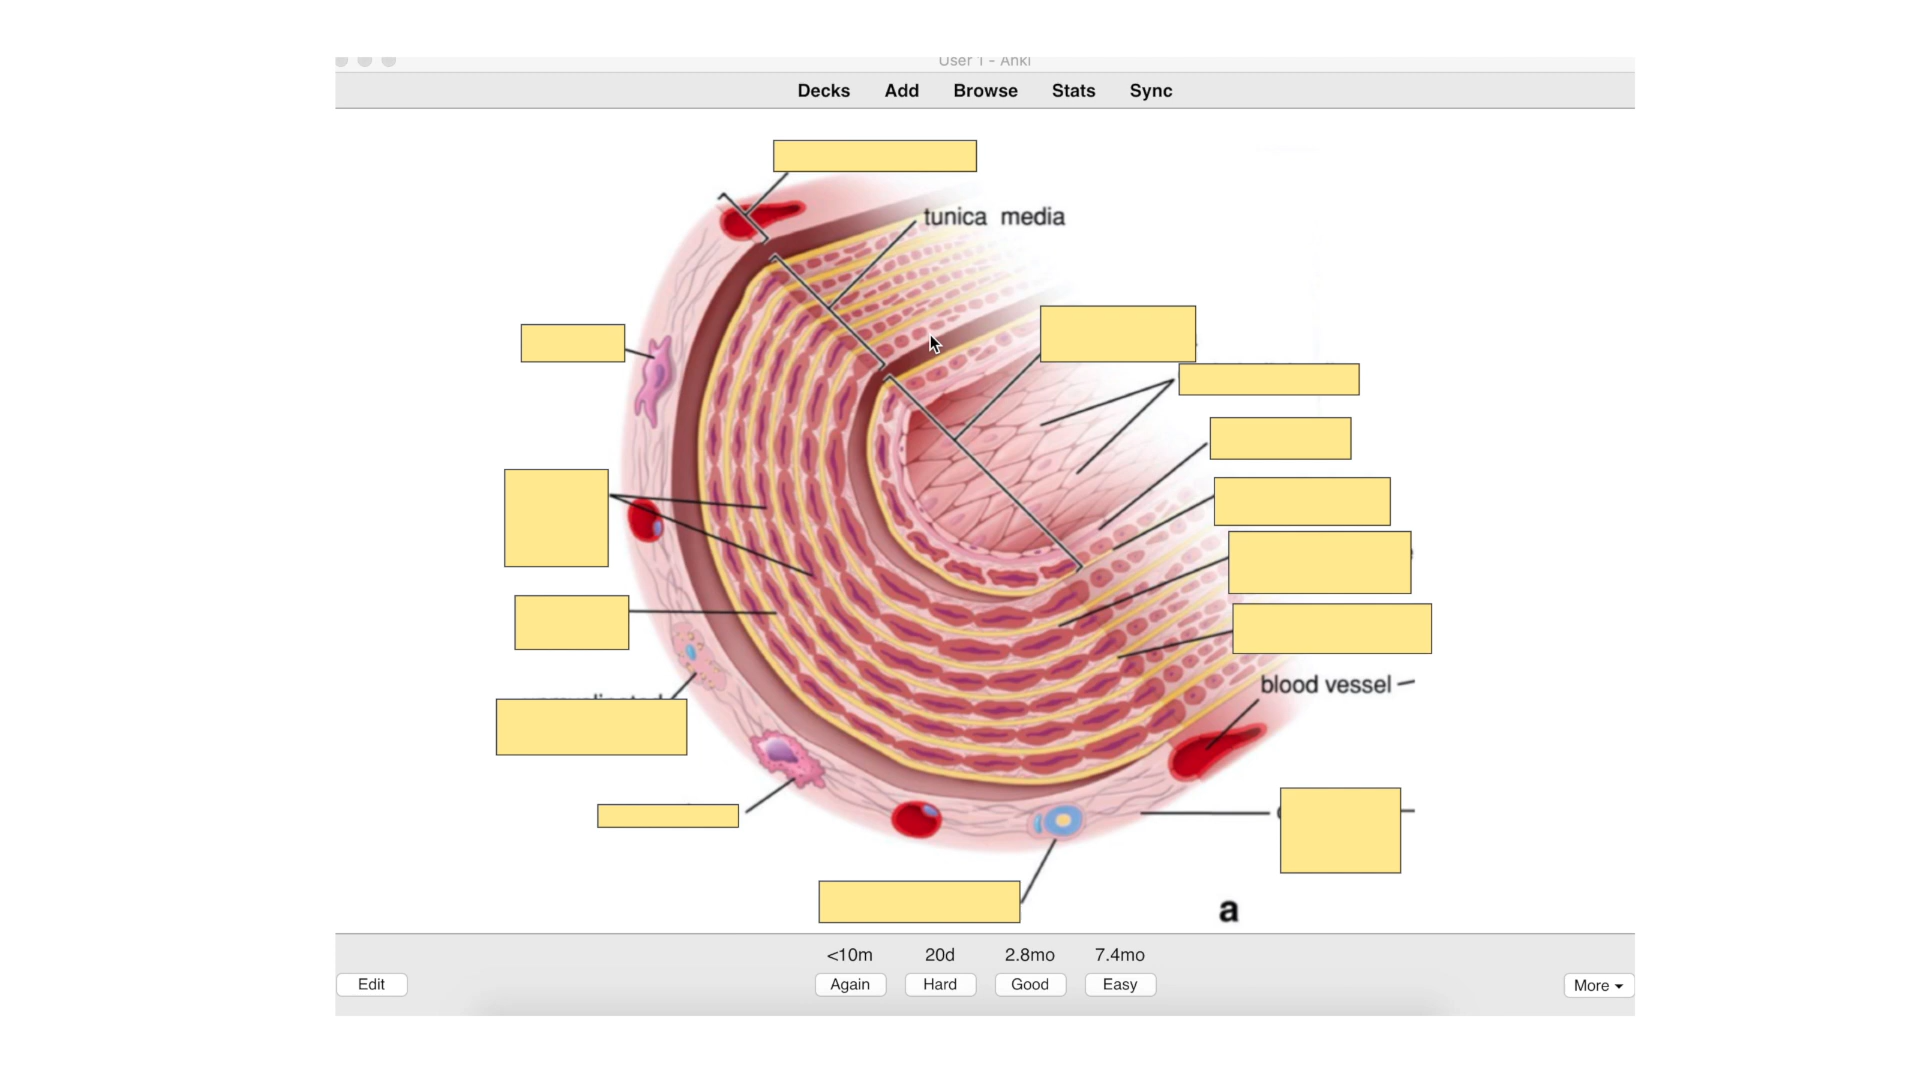 User 1 - Anki
Decks Add Browse Stats Sync
tunica media
blood vessel
a
<10m 20d 2.8mo 7.4mo
Edit Again Hard Good Easy More